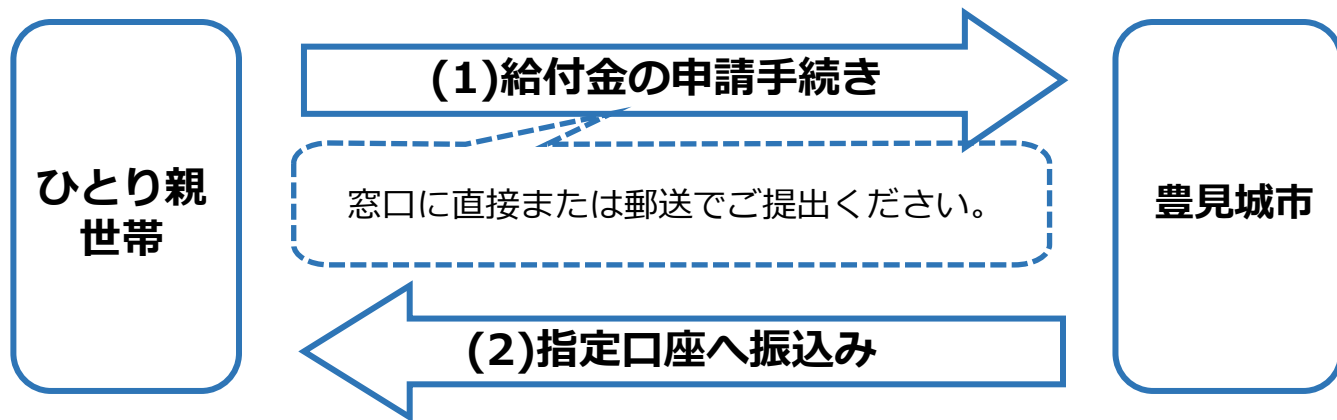 (1)給付金の申請手続き
ひとり親
世帯
窓口に直接または郵送でご提出ください。
豊見城市
(2)指定口座へ振込み